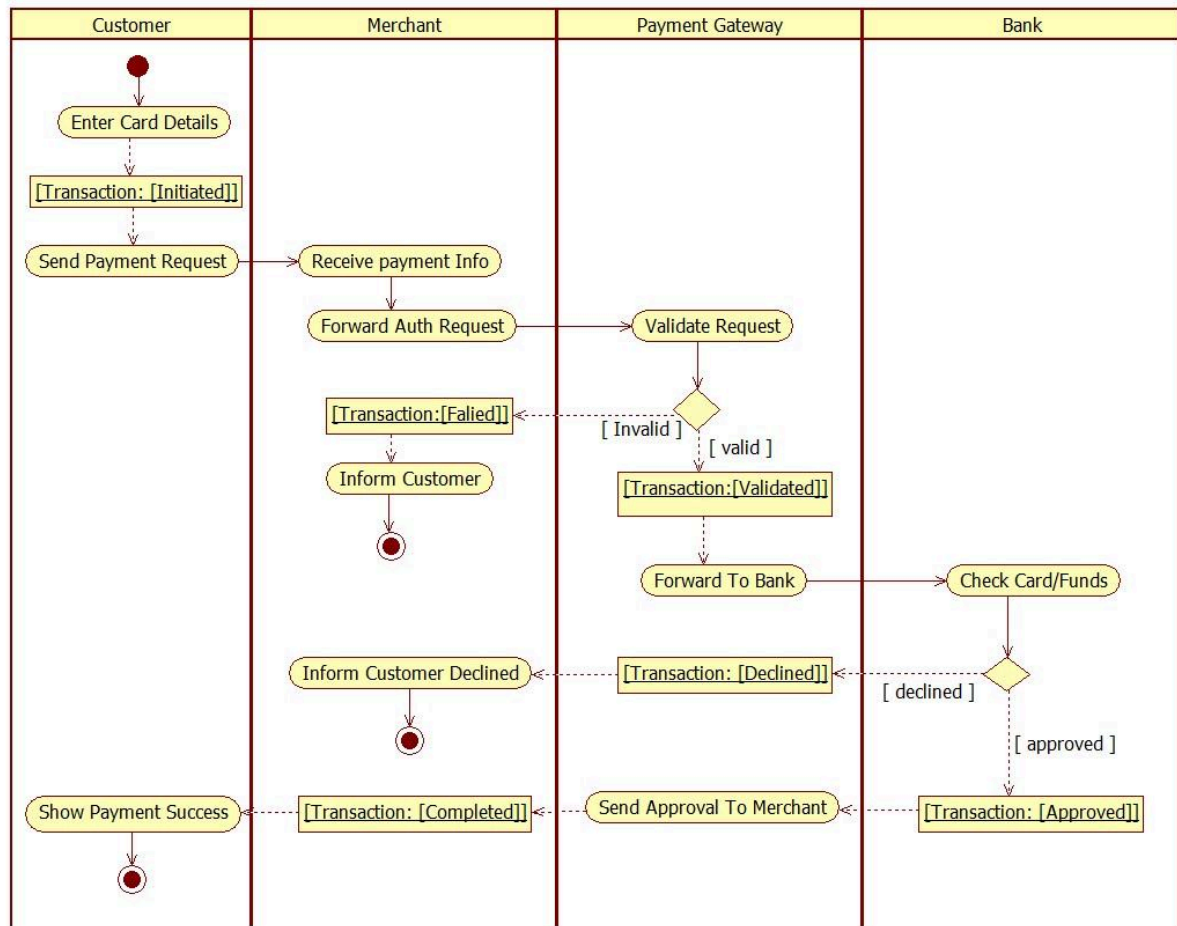 Customer
Merchant
Payment Gateway
Bank
Enter Card Details
[Transaction: [Initiated]]
Send Payment Request
Receive payment Info
Forward Auth Request
Validate Request
[Transaction:[Falied]]
[ Invalid ]
[ valid ]
Inform Customer
[Transaction:[Validated]]
Forward To Bank
Check Card/Funds
Inform Customer Declined
[Transaction: [Declined]]
[ declined ]
[ approved ]
Show Payment Success
[Transaction: [Completed]]
Send Approval To Merchant
[Transaction: [Approved]]